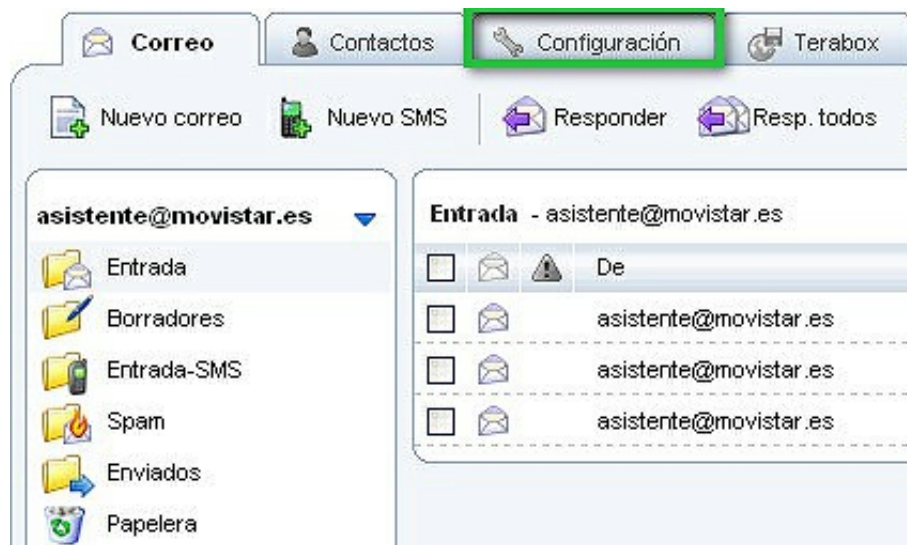 Correo Contactos Configuración Terabox
Nuevo correo Nuevo SMS Responder Resp. todos
asistente@movistar.es
Entrada
Borradores
Entrada-SMS
Spam
Enviados
Papelera
Entrada - asistente@movistar.es
De
asistente@movistar.es
asistente@movistar.es
asistente@movistar.es